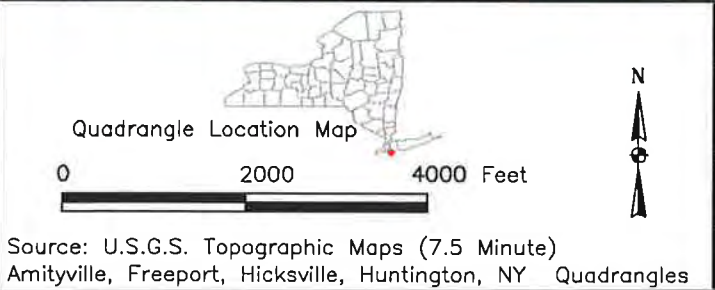 N
Quadrangle Location Map
0 2000 4000 Feet
Source: U.S.G.S. Topographic Maps (7.5 Minute)
Amityville, Freeport, Hicksville, Huntington, NY Quadrangles